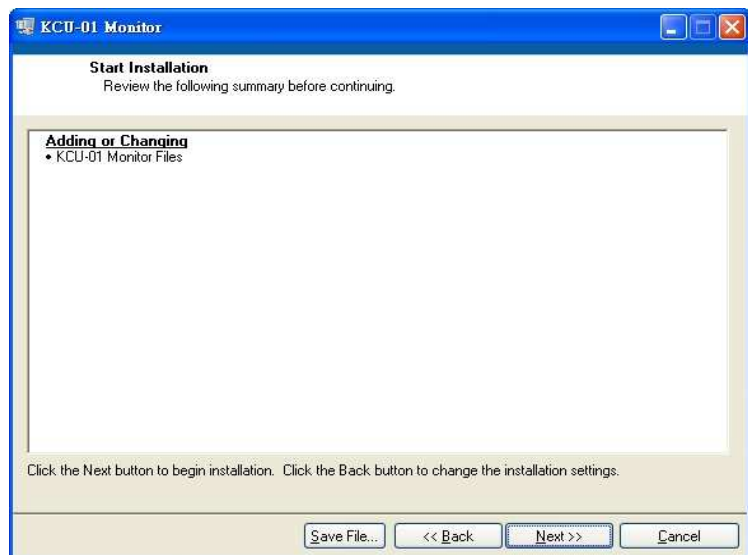 KCU-01 Monitor
Start Installation
Review the following summary before continuing.
Adding or Changing
• KCU-01 Monitor Files
Click the Next button to begin installation.  Click the Back button to change the installation settings.
Save File... << Back Next >> Cancel